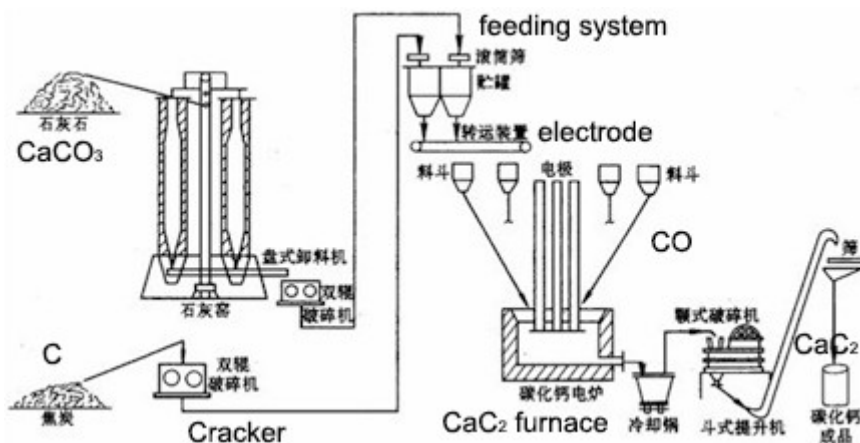 feeding system
滚筒筛
贮罐
石灰石
CaCO₃
转运装置
electrode
料斗
电极
料斗
CO
盘式卸料机
双辊
破碎机
石灰窑
筛
颚式破碎机
C
焦炭
双辊
破碎机
Cracker
碳化钙电炉
CaC₂ furnace
冷却锅
斗式提升机
CaC₂
碳化钙
成品